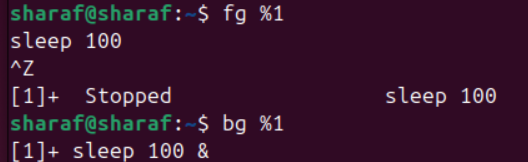 sharaf@sharaf:~$ fg %1
sleep 100
^Z
[1]+  Stopped                 sleep 100
sharaf@sharaf:~$ bg %1
[1]+ sleep 100 &